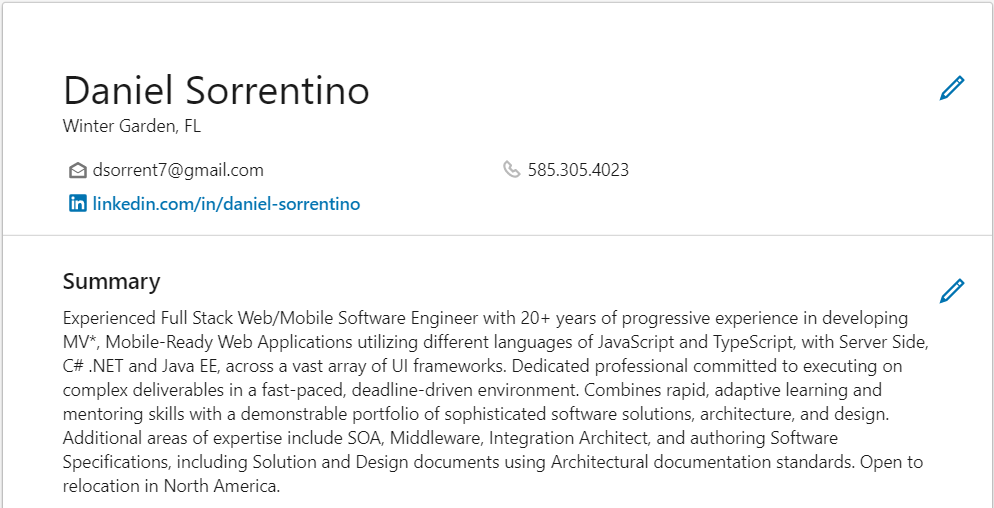 Daniel Sorrentino
Winter Garden, FL
dsorrent7@gmail.com
585.305.4023
linkedin.com/in/daniel-sorrentino
Summary
Experienced Full Stack Web/Mobile Software Engineer with 20+ years of progressive experience in developing
MV*, Mobile-Ready Web Applications utilizing different languages of JavaScript and TypeScript, with Server Side,
C# .NET and Java EE, across a vast array of UI frameworks. Dedicated professional committed to executing on
complex deliverables in a fast-paced, deadline-driven environment. Combines rapid, adaptive learning and
mentoring skills with a demonstrable portfolio of sophisticated software solutions, architecture, and design.
Additional areas of expertise include SOA, Middleware, Integration Architect, and authoring Software
Specifications, including Solution and Design documents using Architectural documentation standards. Open to
relocation in North America.